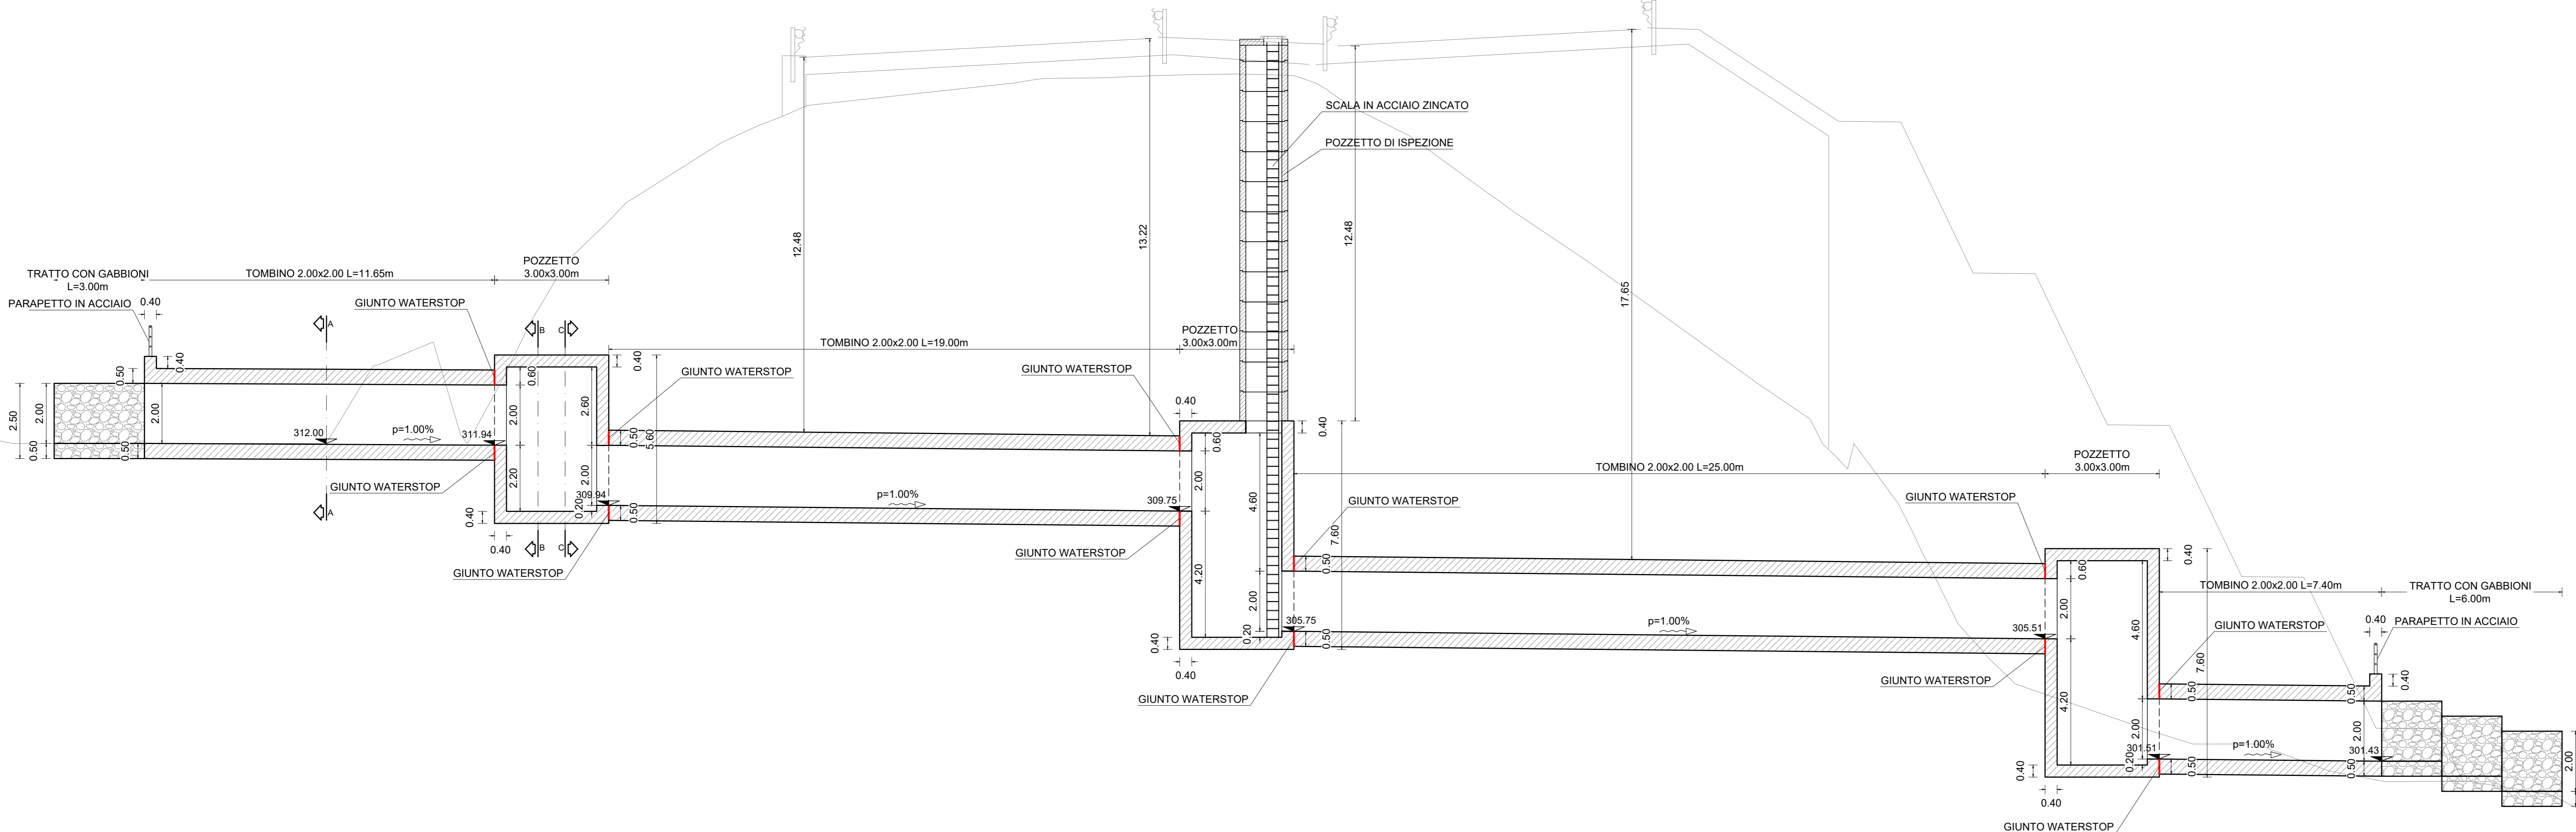 SCALA IN ACCIAIO ZINCATO
POZZETTO DI ISPEZIONE
12.48
13.22
12.48
17.65
TRATTO CON GABBIONI
L=3.00m
TOMBINO 2.00x2.00 L=11.65m
POZZETTO
3.00x3.00m
PARAPETTO IN ACCIAIO
0.40
GIUNTO WATERSTOP
A
B
C
0.40
0.50
2.50
2.00
0.50
2.00
0.50
312.00
p=1.00%
311.94
GIUNTO WATERSTOP
A
0.60
2.00
2.20
2.60
2.00
0.20
0.40
5.60
0.50
0.50
309.94
0.40
0.40
B
C
GIUNTO WATERSTOP
GIUNTO WATERSTOP
TOMBINO 2.00x2.00 L=19.00m
p=1.00%
POZZETTO
3.00x3.00m
GIUNTO WATERSTOP
0.40
0.60
2.00
4.20
309.75
GIUNTO WATERSTOP
0.40
0.40
4.60
2.00
0.20
305.75
0.40
7.60
0.50
0.50
GIUNTO WATERSTOP
GIUNTO WATERSTOP
TOMBINO 2.00x2.00 L=25.00m
p=1.00%
POZZETTO
3.00x3.00m
GIUNTO WATERSTOP
305.51
GIUNTO WATERSTOP
0.60
2.00
4.20
0.40
0.40
4.60
2.00
0.20
301.51
0.40
7.60
0.50
0.50
GIUNTO WATERSTOP
GIUNTO WATERSTOP
TOMBINO 2.00x2.00 L=7.40m
TRATTO CON GABBIONI
L=6.00m
0.40
PARAPETTO IN ACCIAIO
0.40
0.50
2.00
0.50
p=1.00%
301.43
2.00